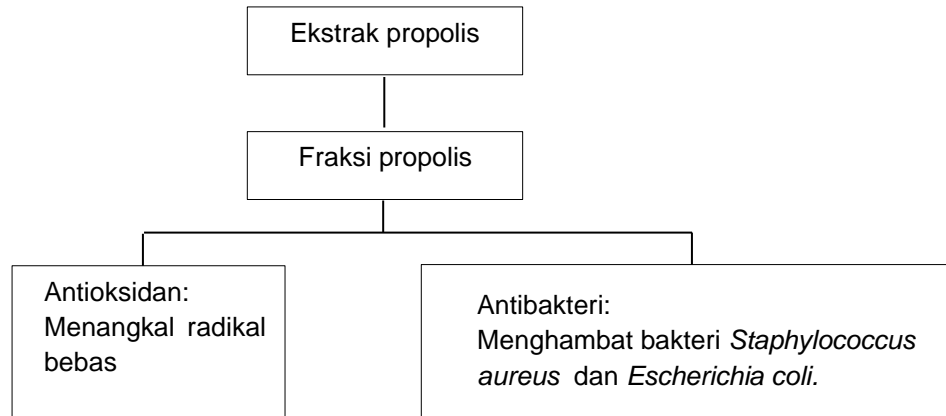 Ekstrak propolis
Fraksi propolis
Antioksidan:
Menangkal radikal
bebas
Antibakteri:
Menghambat bakteri Staphylococcus
aureus dan Escherichia coli.